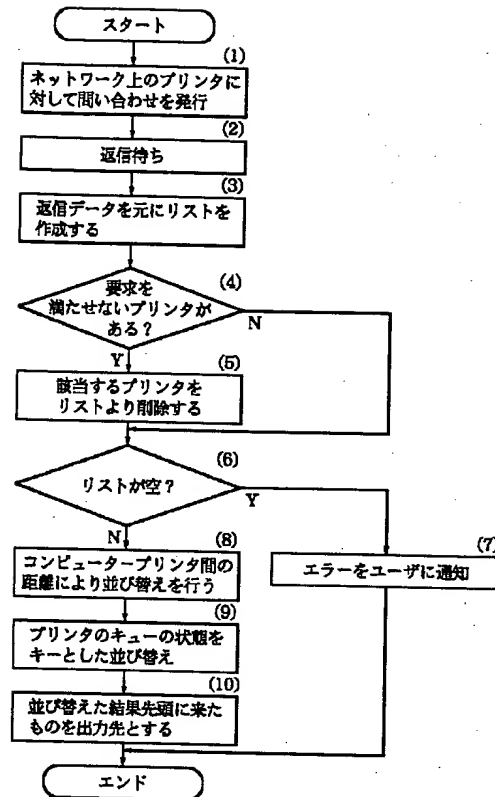 スタート
(1)
ネットワーク上のプリンタに
対して問い合わせを発行
(2)
返信待ち
(3)
返信データを元にリストを
作成する
(4)
要求を
満たせないプリンタが
ある?
N
Y
(5)
該当するプリンタを
リストより削除する
(6)
リストが空?
Y
N
(7)
エラーをユーザに通知
(8)
コンピュータープリンタ間の
距離により並び替えを行う
(9)
プリンタのキューの状態を
キーとした並び替え
(10)
並び替えた結果先頭に来た
ものを出力先とする
エンド